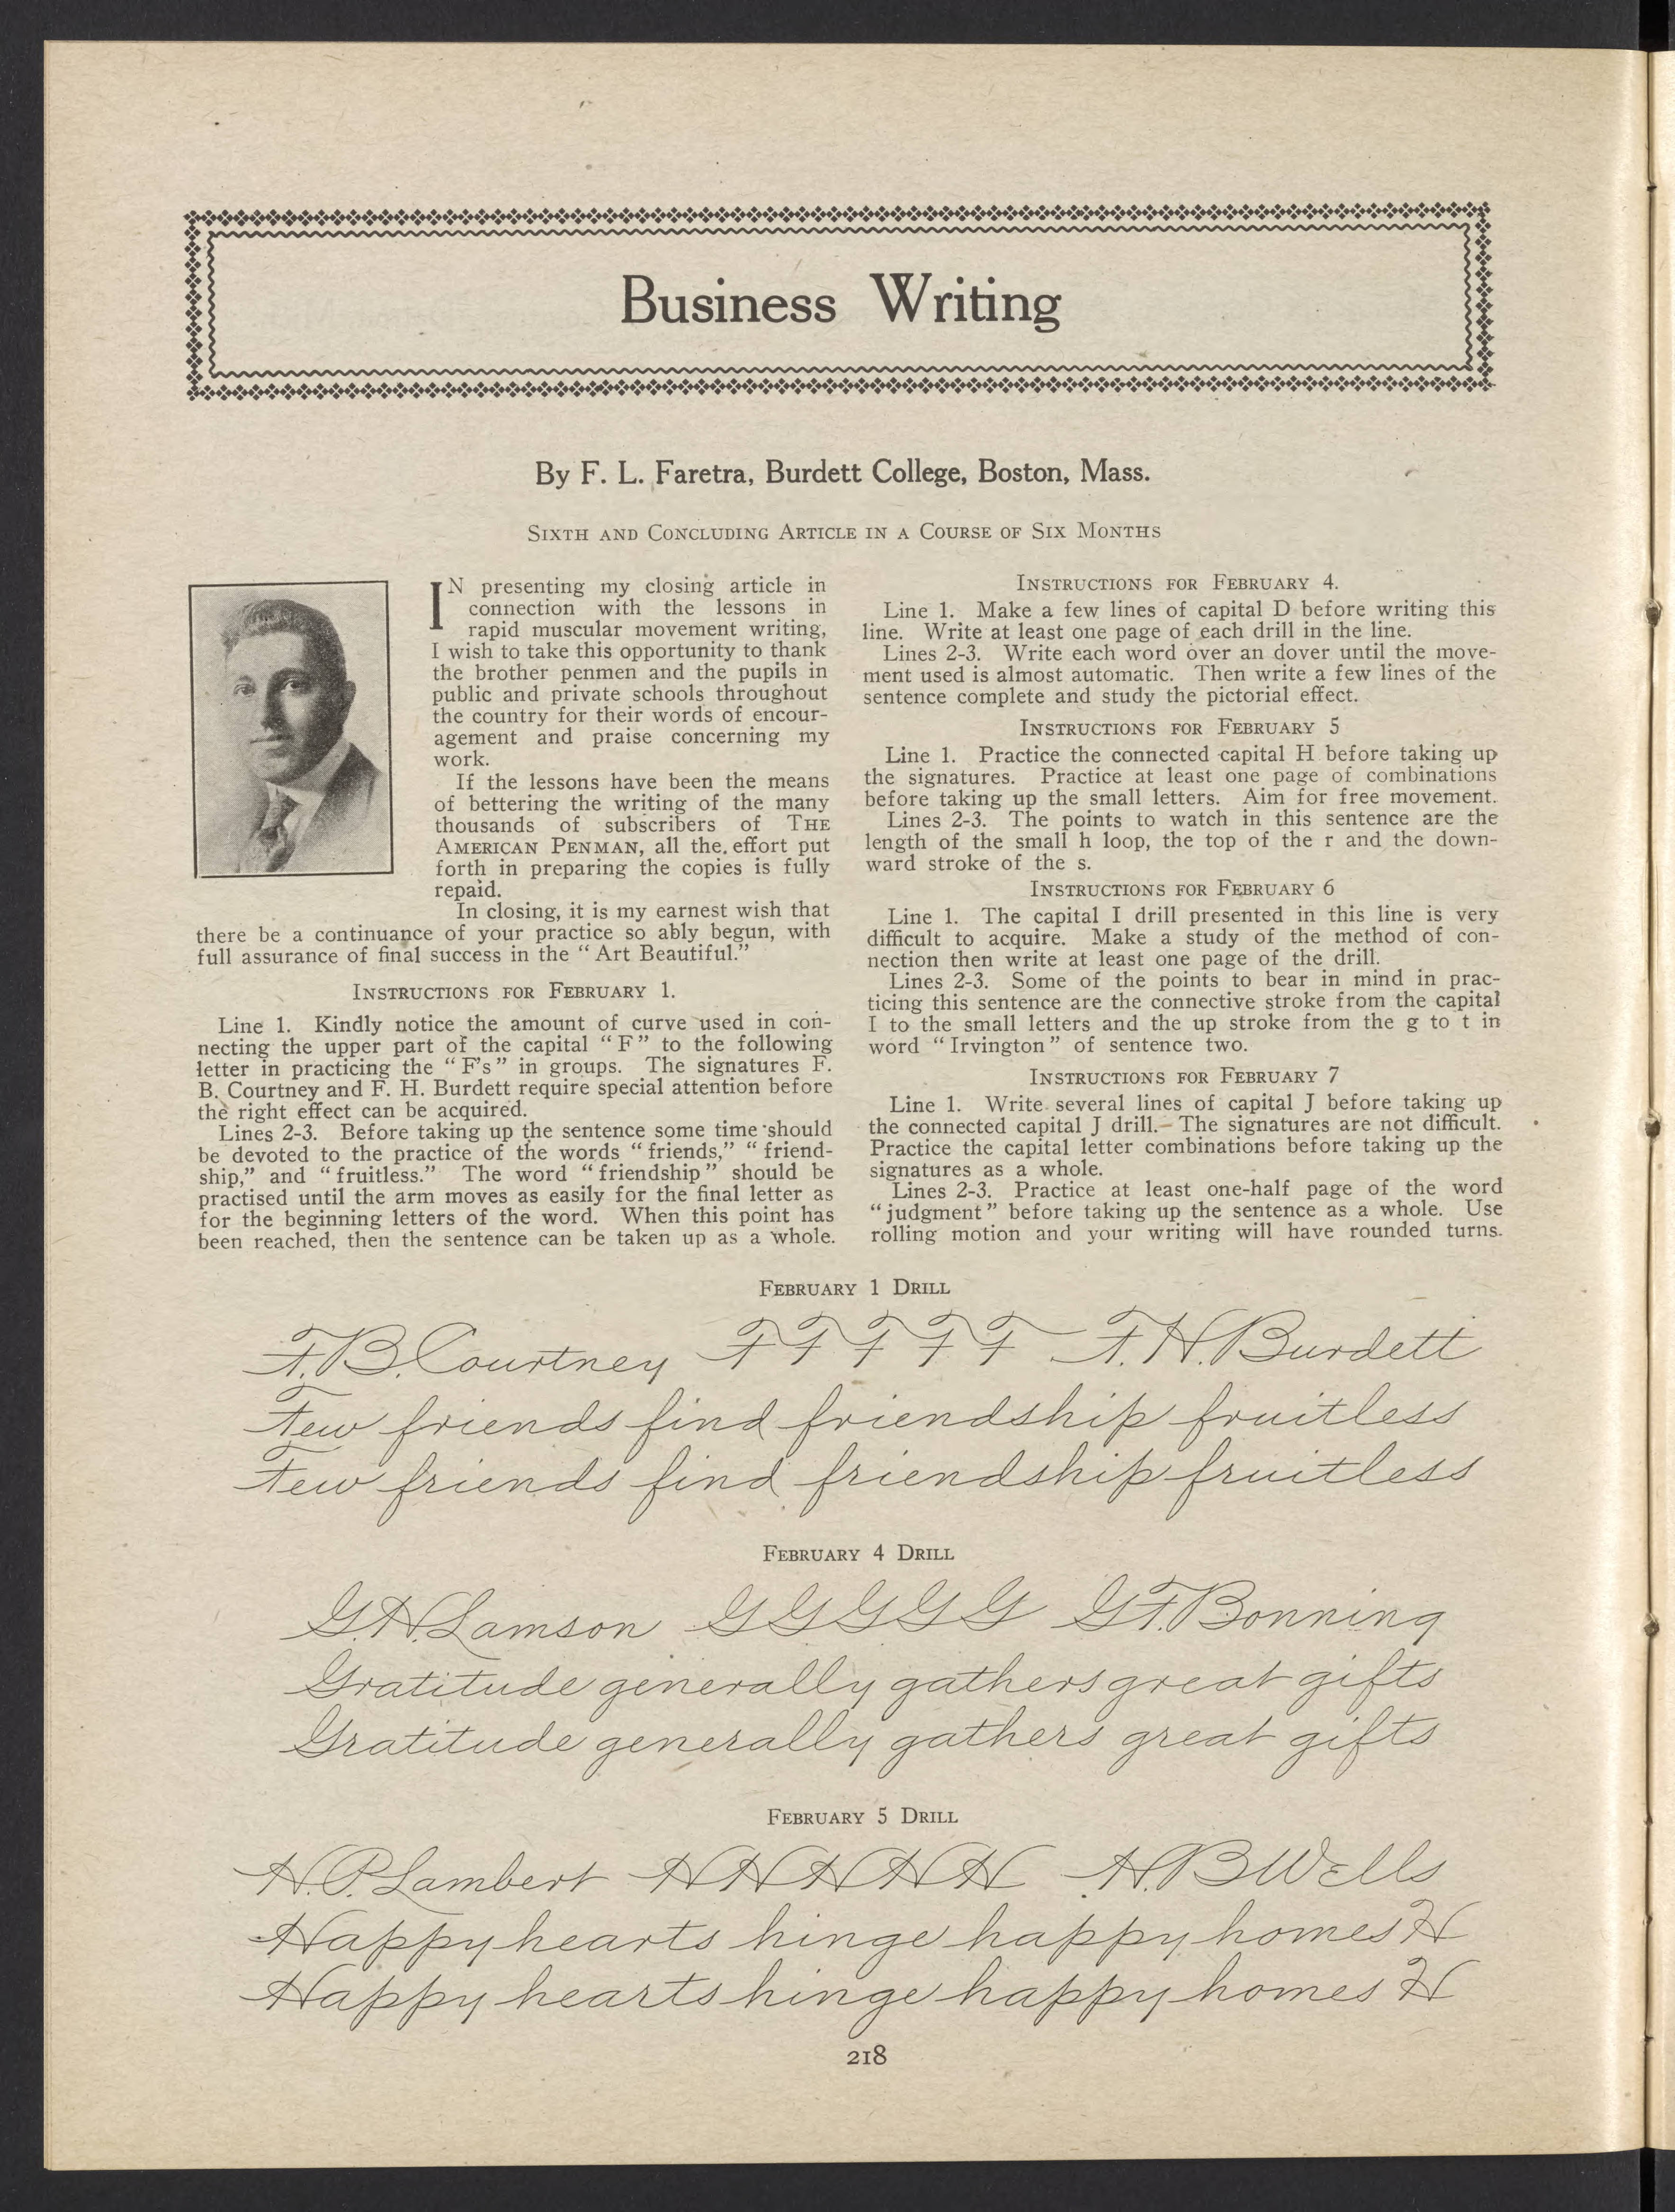 Business Writing
By F. L. Faretra, Burdett College, Boston, Mass.
SIXTH AND CONCLUDING ARTICLE IN A COURSE OF SIX MONTHS
IN presenting my closing article in
connection with the lessons in
rapid muscular movement writing,
I wish to take this opportunity to thank
the brother penmen and the pupils in
public and private schools throughout
the country for their words of encour-
agement and praise concerning my
work.
If the lessons have been the means
of bettering the writing of the many
thousands of subscribers of THE
AMERICAN PENMAN, all the effort put
forth in preparing the copies is fully
repaid.
In closing, it is my earnest wish that
there be a continuance of your practice so ably begun, with
full assurance of final success in the "Art Beautiful."
INSTRUCTIONS FOR FEBRUARY 1.
Line 1. Kindly notice the amount of curve used in con-
necting the upper part of the capital "F" to the following
letter in practicing the "F's" in groups. The signatures F.
B. Courtney and F. H. Burdett require special attention before
the right effect can be acquired.
Lines 2-3. Before taking up the sentence some time should
be devoted to the practice of the words "friends," "friend-
ship," and "fruitless." The word "friendship" should be
practised until the arm moves as easily for the final letter as
for the beginning letters of the word. When this point has
been reached, then the sentence can be taken up as a whole.
INSTRUCTIONS FOR FEBRUARY 4.
Line 1. Make a few lines of capital D before writing this
line. Write at least one page of each drill in the line.
Lines 2-3. Write each word over an dover until the move-
ment used is almost automatic. Then write a few lines of the
sentence complete and study the pictorial effect.
INSTRUCTIONS FOR FEBRUARY 5
Line 1. Practice the connected capital H before taking up
the signatures. Practice at least one page of combinations
before taking up the small letters. Aim for free movement.
Lines 2-3. The points to watch in this sentence are the
length of the small h loop, the top of the r and the down-
ward stroke of the s.
INSTRUCTIONS FOR FEBRUARY 6
Line 1. The capital I drill presented in this line is very
difficult to acquire. Make a study of the method of con-
nection then write at least one page of the drill.
Lines 2-3. Some of the points to bear in mind in prac-
ticing this sentence are the connective stroke from the capital
I to the small letters and the up stroke from the g to t in
word "Irvington" of sentence two.
INSTRUCTIONS FOR FEBRUARY 7
Line 1. Write several lines of capital J before taking up
the connected capital J drill. The signatures are not difficult.
Practice the capital letter combinations before taking up the
signatures as a whole.
Lines 2-3. Practice at least one-half page of the word
"judgment" before taking up the sentence as a whole. Use
rolling motion and your writing will have rounded turns.
FEBRUARY 1 DRILL
F. B. Courtney F F F F F F. H. Burdett
Few friends find friendship fruitless
Few friends find friendship fruitless
FEBRUARY 4 DRILL
G. H. Lamson G G G G G G F. Bonning
Gratitude generally gathers great gifts
Gratitude generally gathers great gifts
FEBRUARY 5 DRILL
H. P. Lambert H H H H H H. B Wells
Happy hearts hinge happy homes H
Happy hearts hinge happy homes H
218